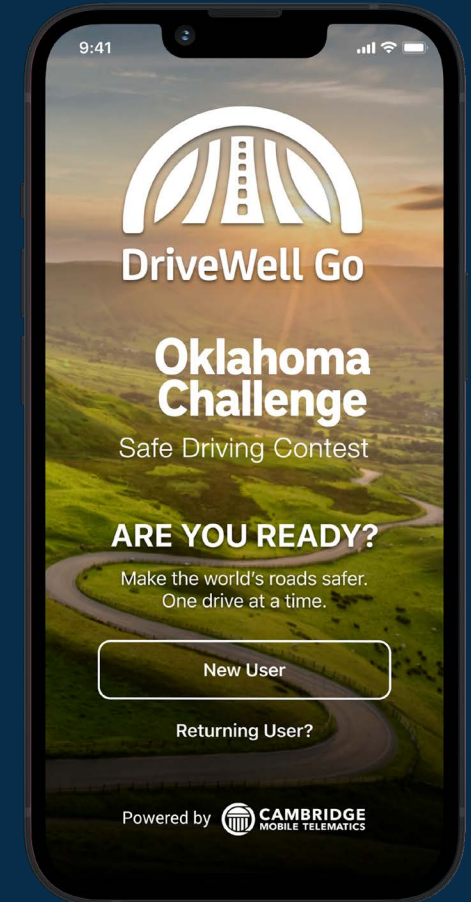 9:41
DriveWell Go
Oklahoma
Challenge
Safe Driving Contest
ARE YOU READY?
Make the world's roads safer.
One drive at a time.
New User
Returning User?
Powered by CAMBRIDGE
MOBILE TELEMATICS